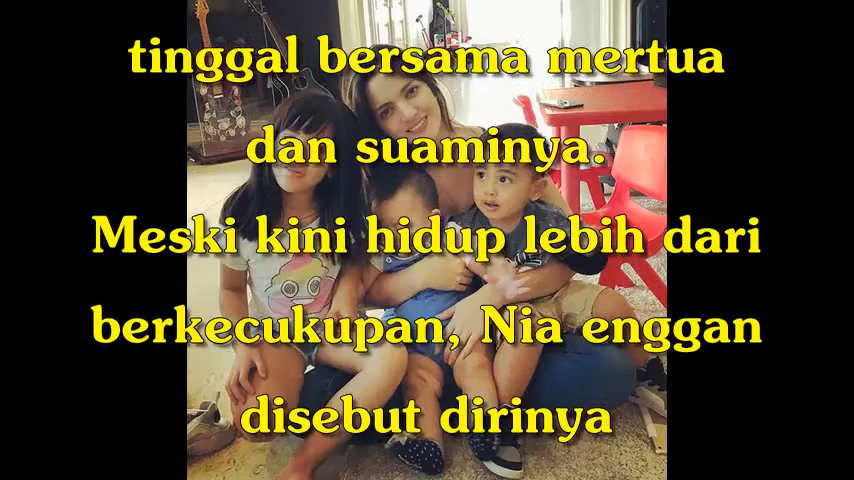 tinggal bersama mertua
dan suaminya.
Meski kini hidup lebih dari
berkecukupan, Nia enggan
disebut dirinya